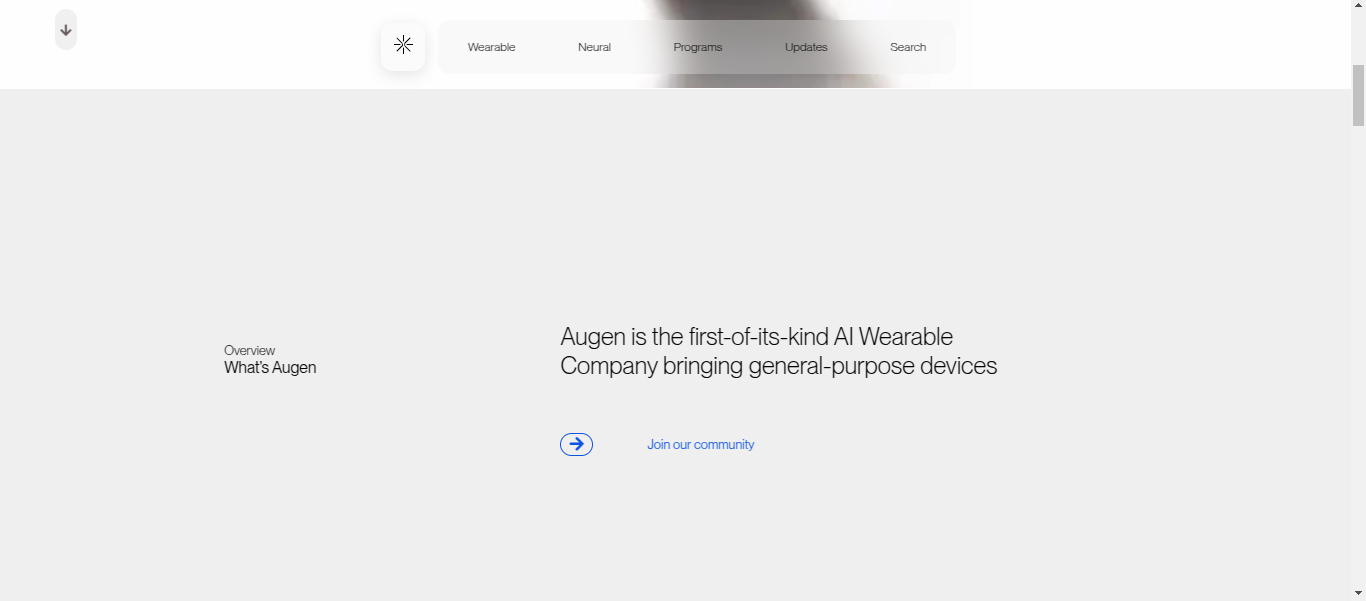 Wearable Neural Programs Updates Search
Overview
What's Augen
Augen is the first-of-its-kind AI Wearable
Company bringing general-purpose devices
Join our community